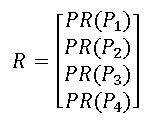 R = [PR(P₁)
PR(P₂)
PR(P₃)
PR(P₄)]